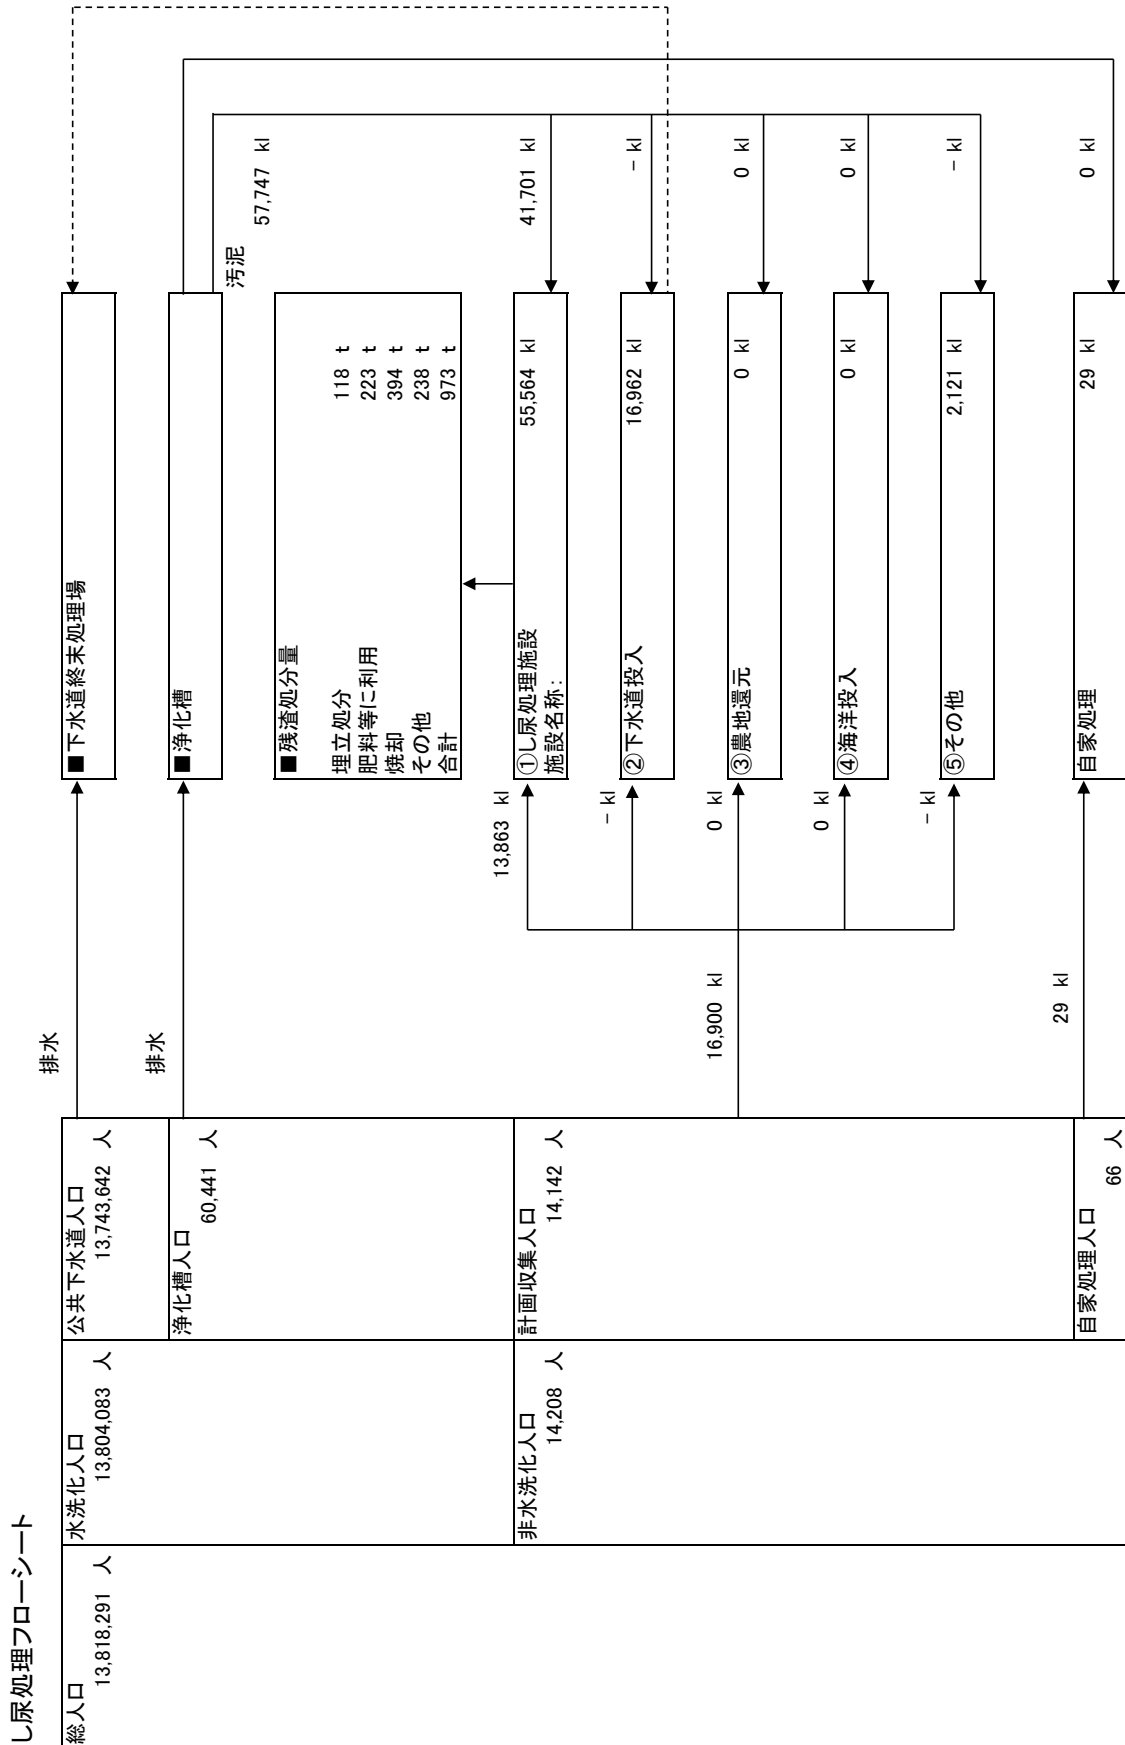 し尿処理フローシート
総人口
13,818,291 人
水洗化人口
13,804,083 人
非水洗化人口
14,208 人
公共下水道人口
13,743,642 人
浄化槽人口
60,441 人
計画収集人口
14,142 人
自家処理人口
66 人
排水
排水
16,900 kl
29 kl
13,863 kl
- kl
0 kl
0 kl
- kl
■下水道終末処理場
■浄化槽
■残渣処分量
埋立処分 118 t
肥料等に利用 223 t
焼却 394 t
その他 238 t
合計 973 t
①し尿処理施設 55,564 kl
施設名称:
②下水道投入 16,962 kl
③農地還元 0 kl
④海洋投入 0 kl
⑤その他 2,121 kl
自家処理 29 kl
汚泥
57,747 kl
41,701 kl
- kl
0 kl
0 kl
- kl
0 kl